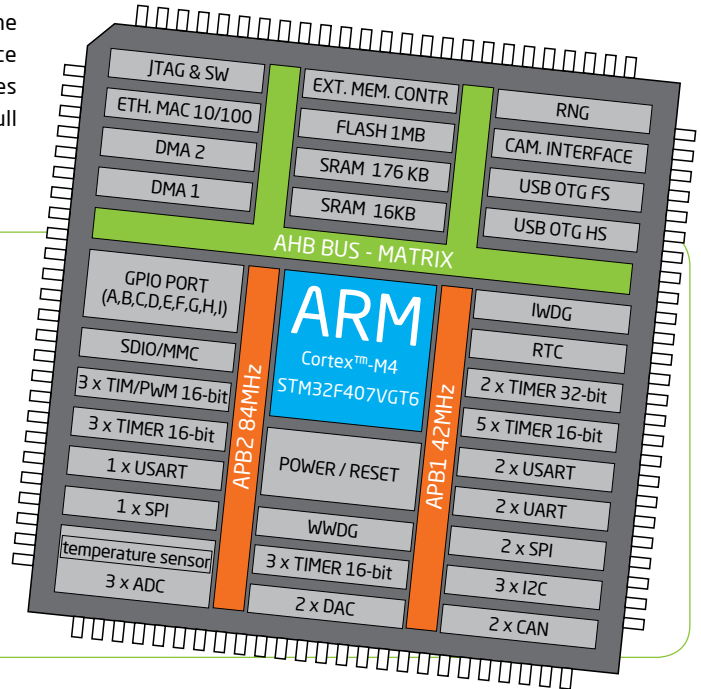 ne
ce
es
ull
JTAG & SW
ETH. MAC 10/100
DMA 2
DMA 1
EXT. MEM. CONTR
FLASH 1MB
SRAM 176 KB
SRAM 16KB
RNG
CAM. INTERFACE
USB OTG FS
USB OTG HS
AHB BUS - MATRIX
GPIO PORT
(A,B,C,D,E,F,G,H,I)
SDIO/MMC
3 x TIM/PWM 16-bit
3 x TIMER 16-bit
1 x USART
1 x SPI
temperature sensor
3 x ADC
APB2 84MHz
ARM
Cortex™-M4
STM32F407VGT6
POWER / RESET
WWDG
3 x TIMER 16-bit
2 x DAC
APB1 42MHz
IWDG
RTC
2 x TIMER 32-bit
5 x TIMER 16-bit
2 x USART
2 x UART
2 x SPI
3 x I2C
2 x CAN